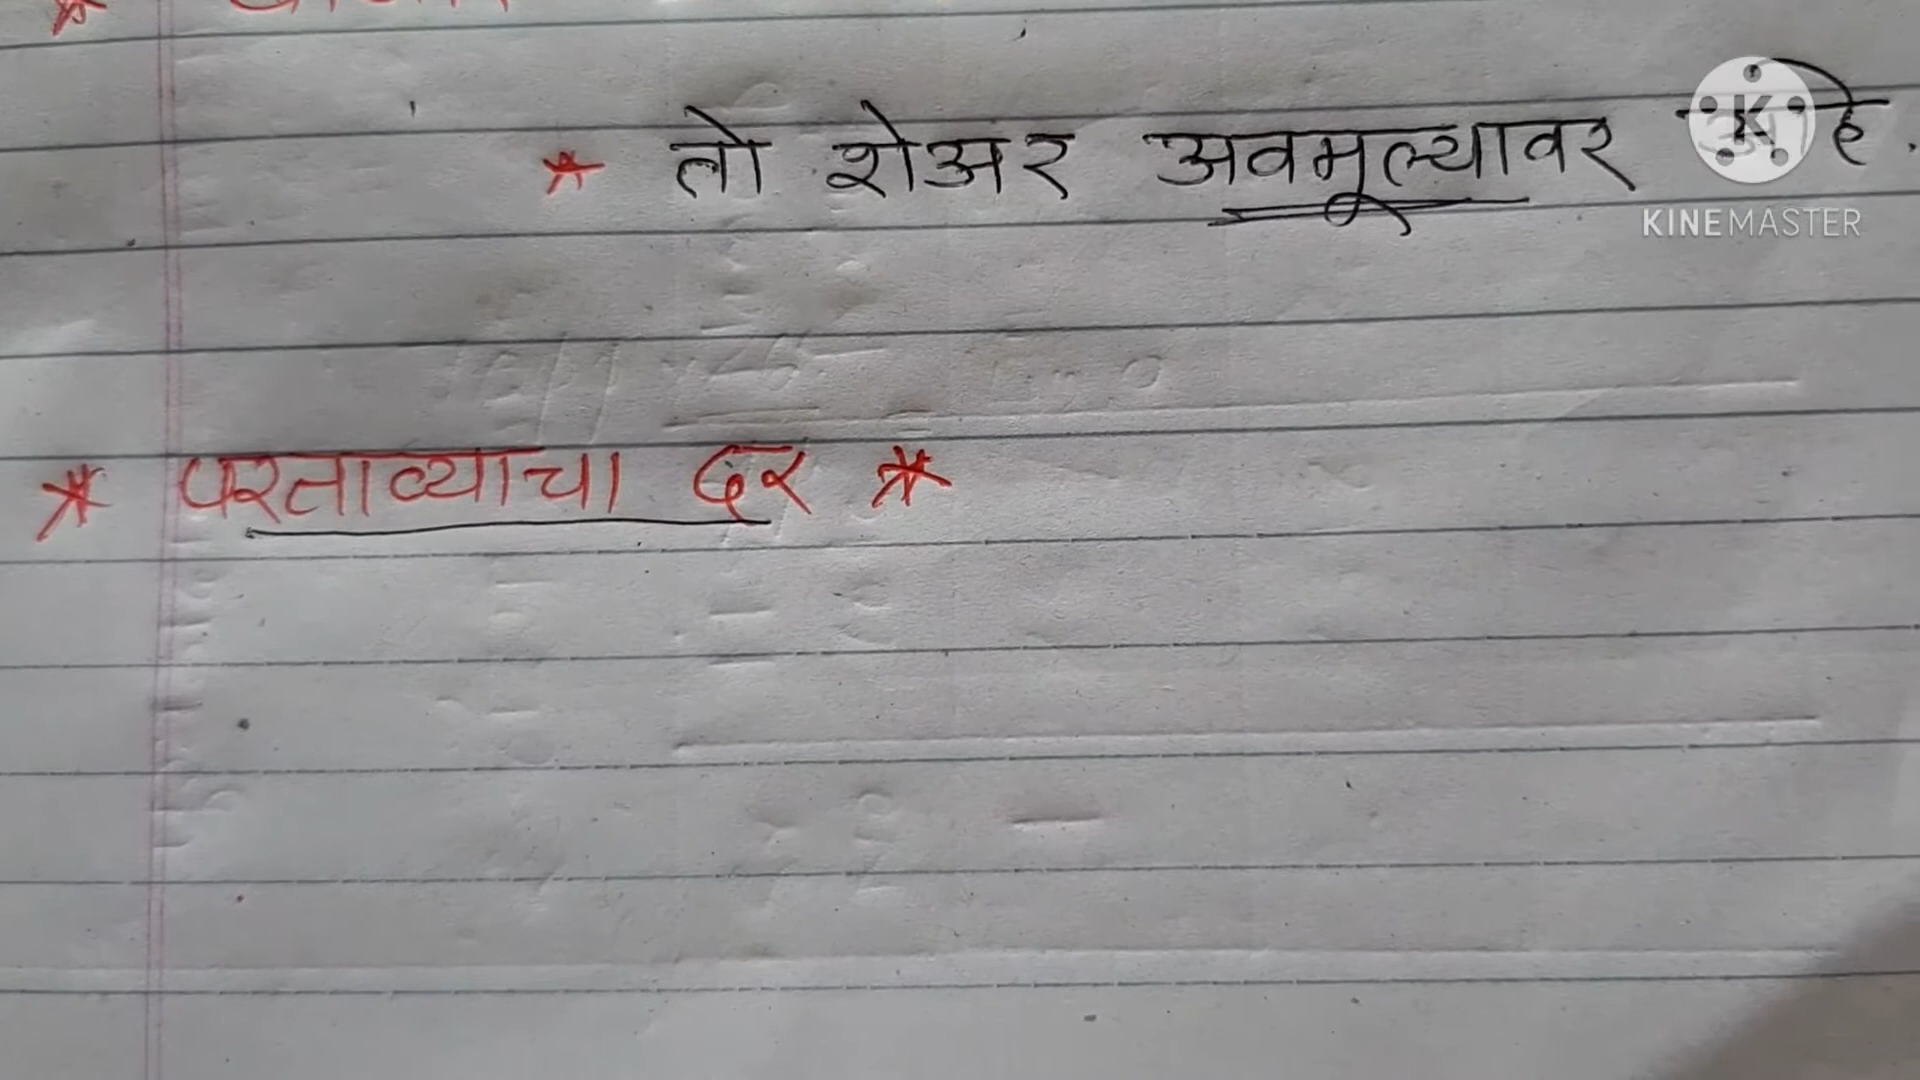 * तो शेअर अवमूल्यावर आहे.
KINEMASTER
* परताव्याचा दर *